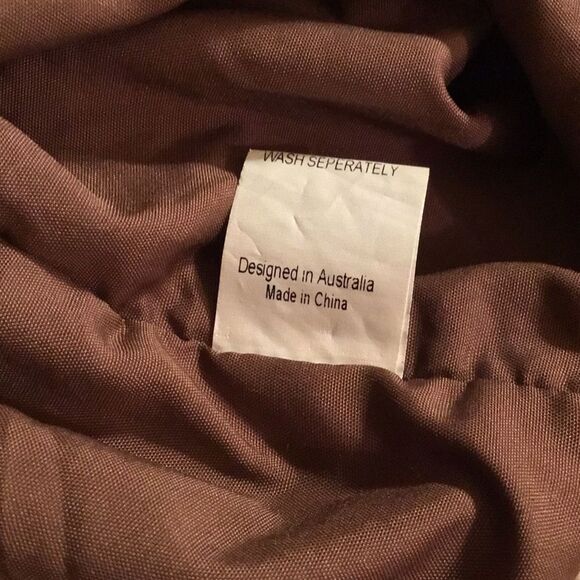 WASH SEPERATELY
Designed in Australia
Made in China